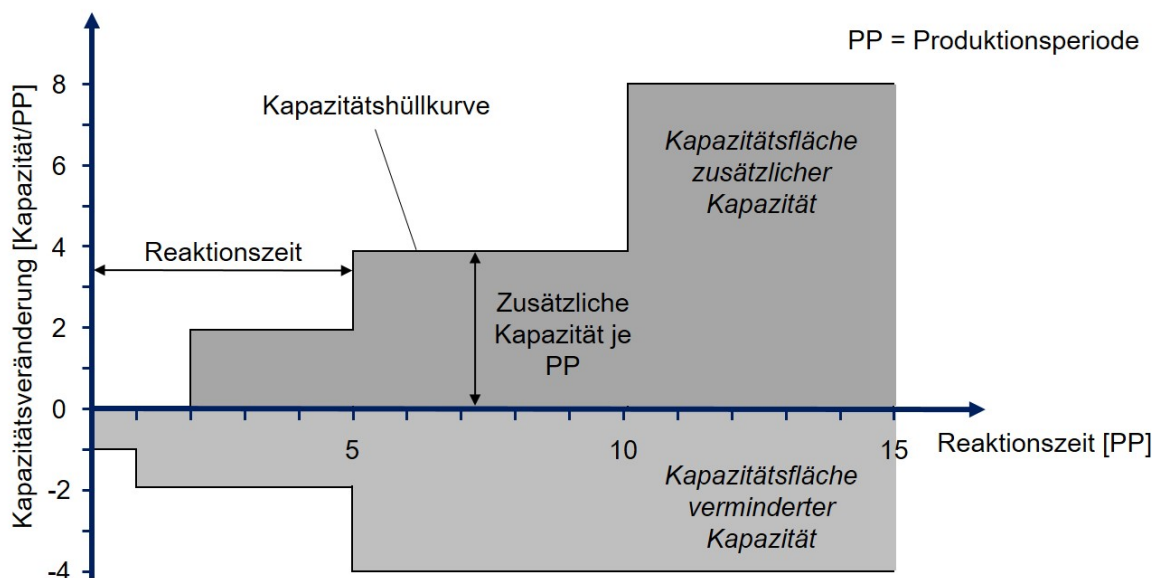 PP = Produktionsperiode
Kapazitätsveränderung [Kapazität/PP]
8
6
4
2
0
-2
-4
Kapazitätshüllkurve
Kapazitätsfläche
zusätzlicher
Kapazität
Reaktionszeit
Zusätzliche
Kapazität je
PP
5
10
15
Reaktionszeit [PP]
Kapazitätsfläche
verminderter
Kapazität